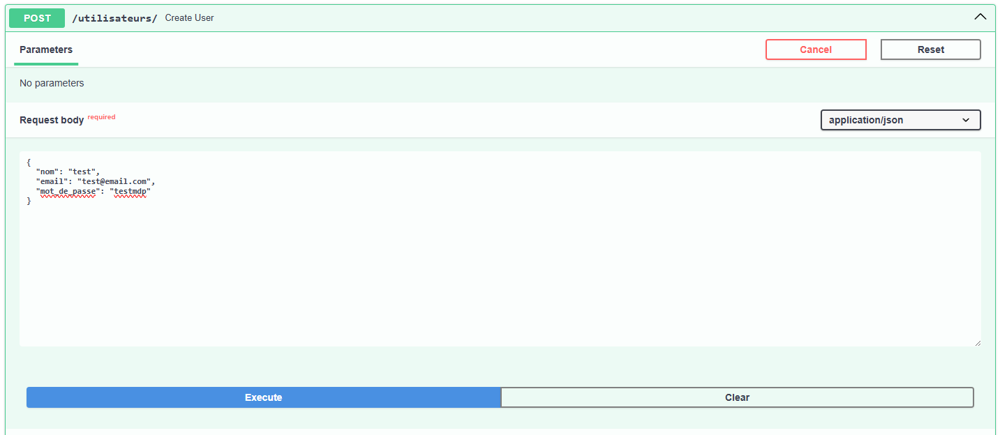 POST /utilisateurs/ Create User
Parameters
Cancel
Reset
No parameters
Request body required
application/json
{
"nom": "test",
"email": "test@email.com",
"mot_de_passe": "testmdp"
}
Execute
Clear